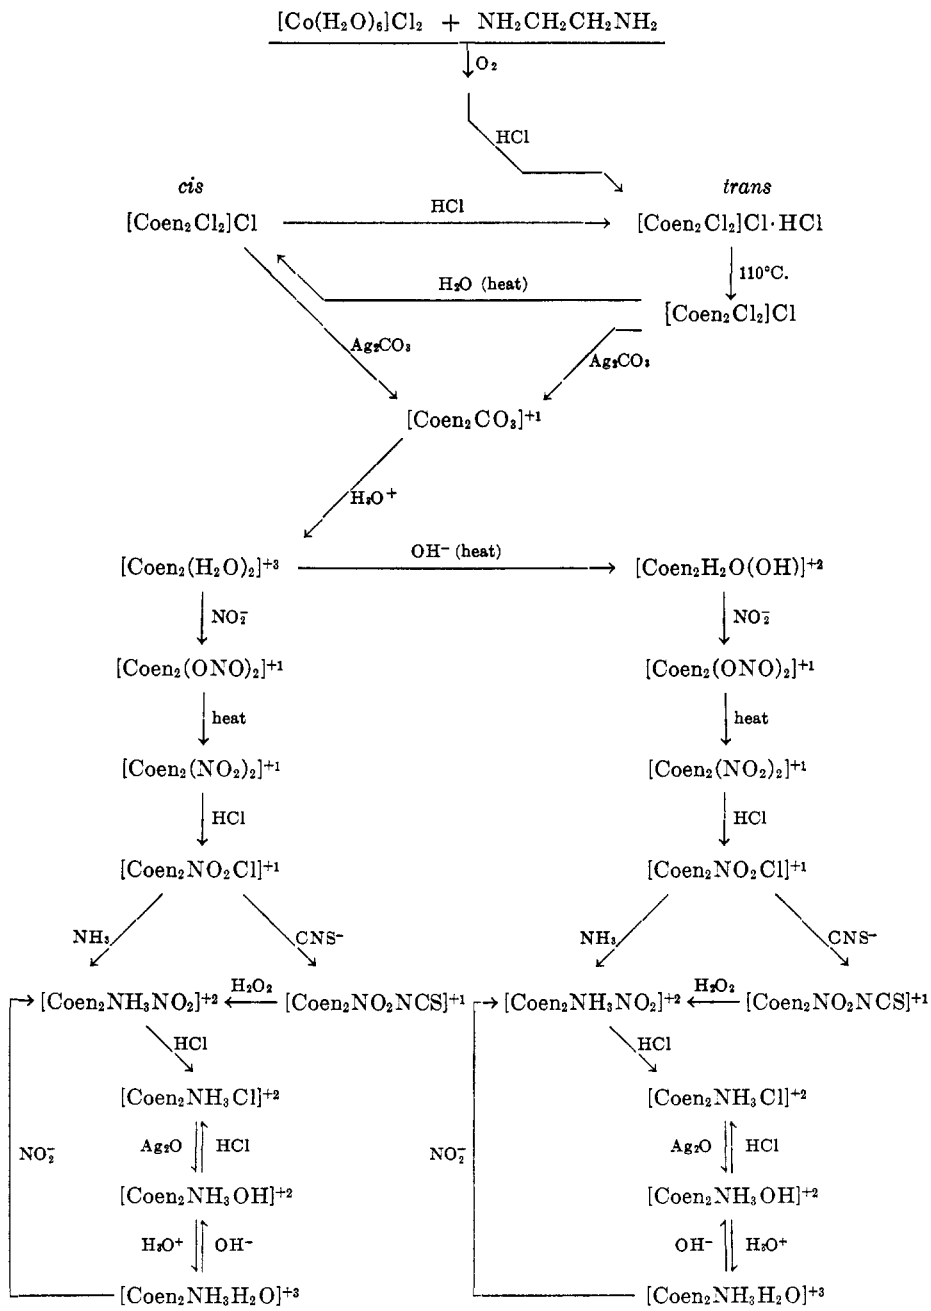 [Co(H₂O)₆]Cl₂ + NH₂CH₂CH₂NH₂
O₂
HCl
cis trans
[Coen₂Cl₂]Cl HCl [Coen₂Cl₂]Cl·HCl
110°C.
H₂O (heat)
[Coen₂Cl₂]Cl
Ag₂CO₃ Ag₂CO₃
[Coen₂CO₃]⁺¹
H₃O⁺
[Coen₂(H₂O)₂]⁺³ OH⁻ (heat) [Coen₂H₂O(OH)]⁺²
NO₂⁻ NO₂⁻
[Coen₂(ONO)₂]⁺¹ [Coen₂(ONO)₂]⁺¹
heat heat
[Coen₂(NO₂)₂]⁺¹ [Coen₂(NO₂)₂]⁺¹
HCl HCl
[Coen₂NO₂Cl]⁺¹ [Coen₂NO₂Cl]⁺¹
NH₃ CNS⁻ NH₃ CNS⁻
[Coen₂NH₃NO₂]⁺² H₂O₂ [Coen₂NO₂NCS]⁺¹ [Coen₂NH₃NO₂]⁺² H₂O₂ [Coen₂NO₂NCS]⁺¹
HCl HCl
[Coen₂NH₃Cl]⁺² [Coen₂NH₃Cl]⁺²
NO₂⁻ Ag₂O HCl NO₂⁻ Ag₂O HCl
[Coen₂NH₃OH]⁺² [Coen₂NH₃OH]⁺²
H₃O⁺ OH⁻ OH⁻ H₃O⁺
[Coen₂NH₃H₂O]⁺³ [Coen₂NH₃H₂O]⁺³